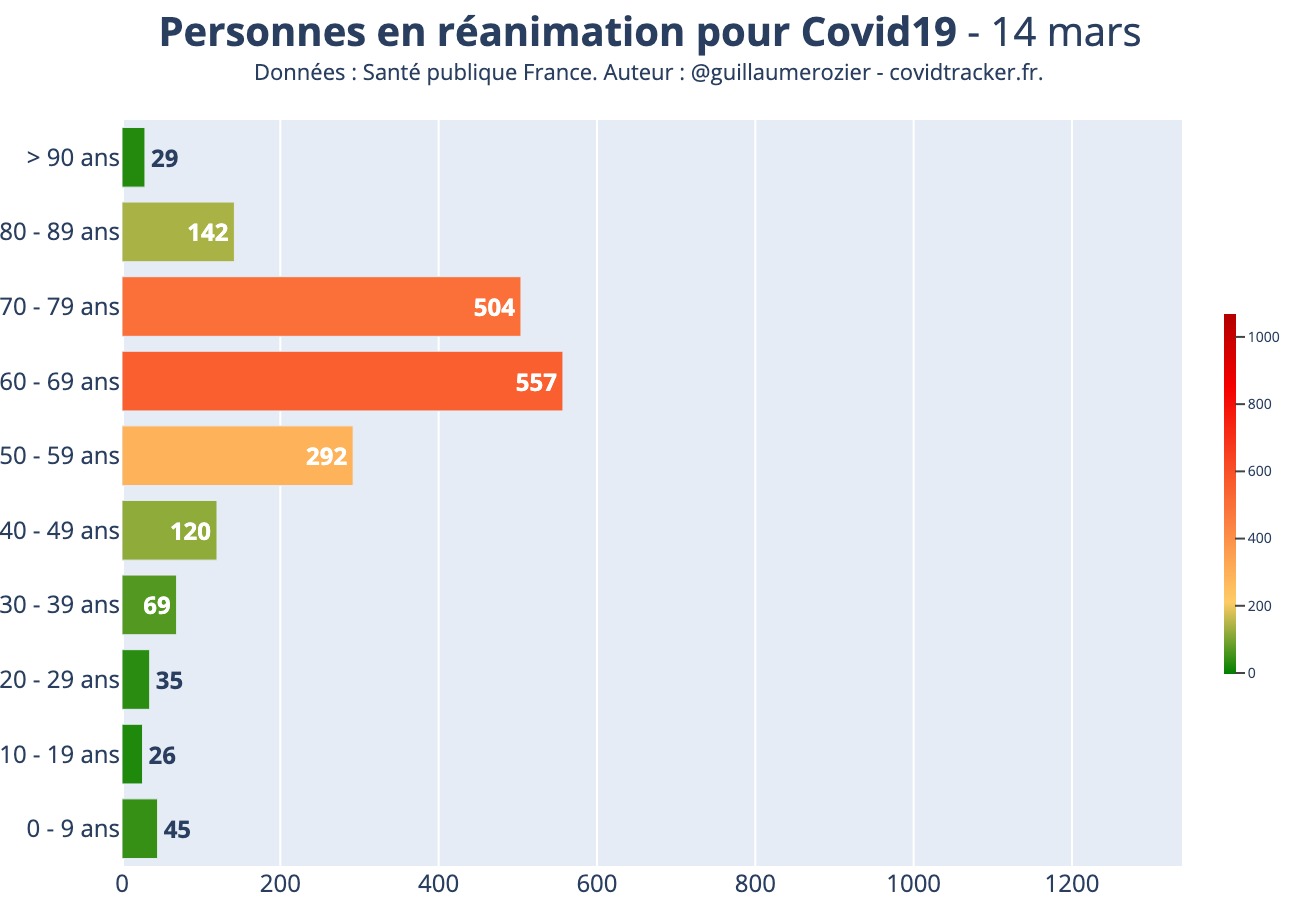 Personnes en réanimation pour Covid19 - 14 mars
Données : Santé publique France. Auteur : @guillaumerozier - covidtracker.fr.
> 90 ans 29
80 - 89 ans 142
70 - 79 ans 504
60 - 69 ans 557
50 - 59 ans 292
40 - 49 ans 120
30 - 39 ans 69
20 - 29 ans 35
10 - 19 ans 26
0 - 9 ans 45
0 200 400 600 800 1000 1200
1000
800
600
400
200
0